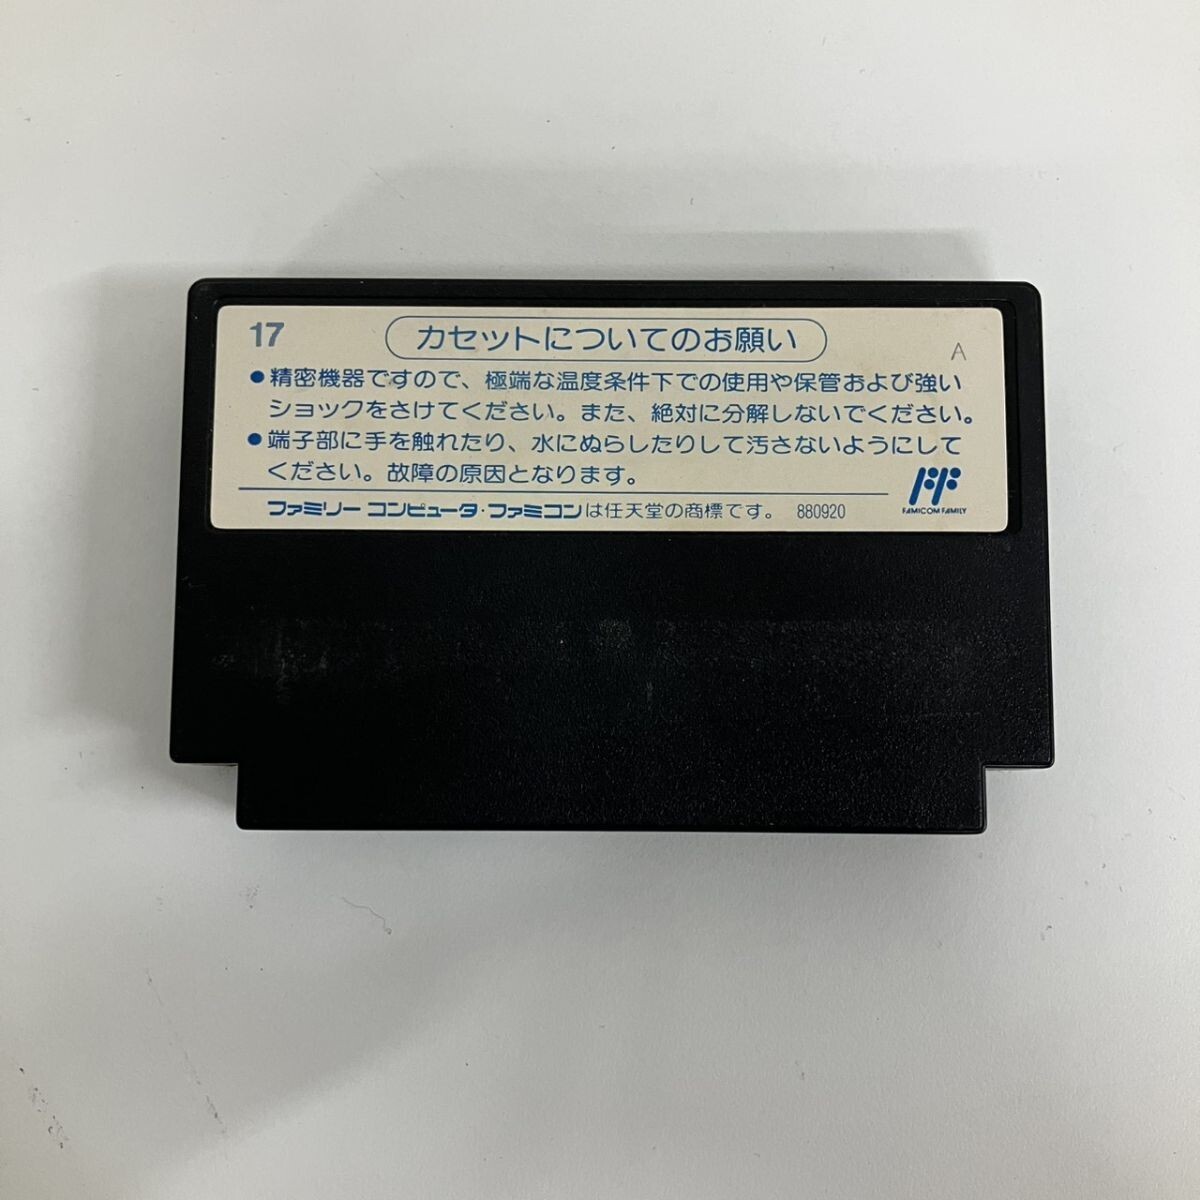 17
カセットについてのお願い
A
●精密機器ですので、極端な温度条件下での使用や保管および強い
ショックをさけてください。また、絶対に分解しないでください。
●端子部に手を触れたり、水にぬらしたりして汚さないようにして
ください。故障の原因となります。
FF
FAMICOM FAMILY
ファミリーコンピュータ・ファミコンは任天堂の商標です。 880920